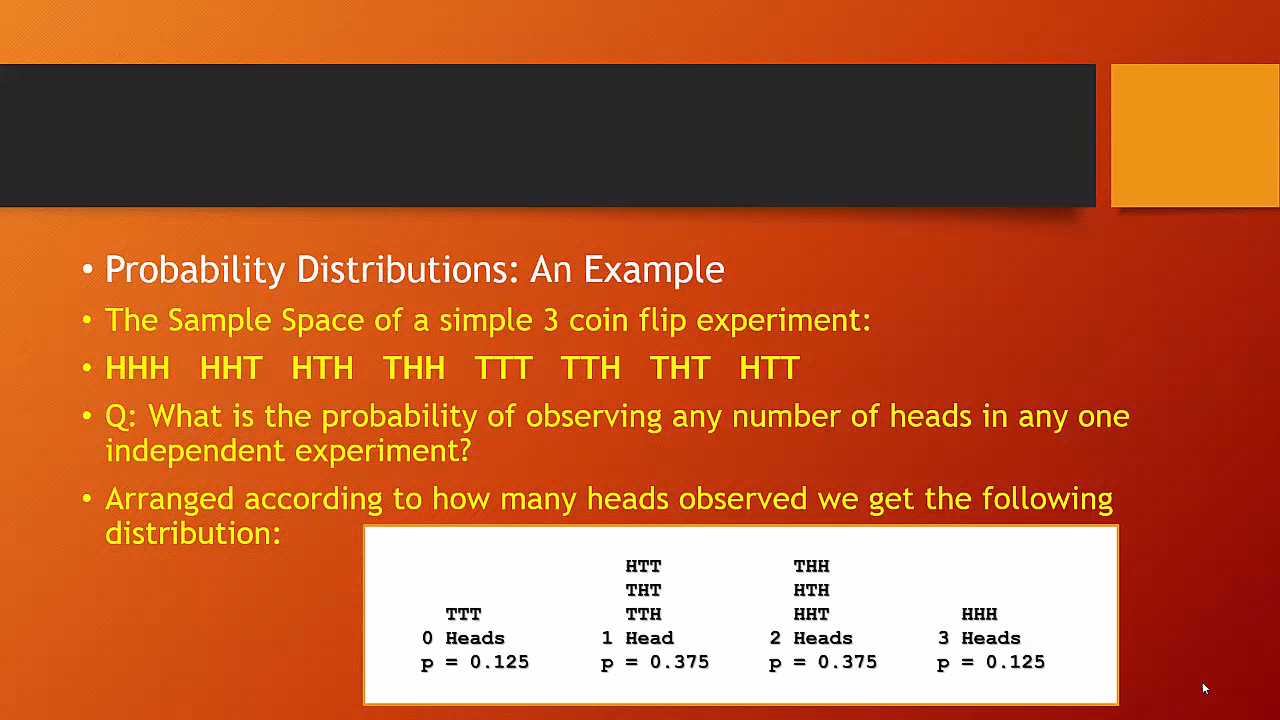 • Probability Distributions: An Example
• The Sample Space of a simple 3 coin flip experiment:
• HHH HHT HTH THH TTT TTH THT HTT
• Q: What is the probability of observing any number of heads in any one
independent experiment?
• Arranged according to how many heads observed we get the following
distribution:
HTT THH
THT HTH
TTT TTH HHT HHH
0 Heads 1 Head 2 Heads 3 Heads
p = 0.125 p = 0.375 p = 0.375 p = 0.125